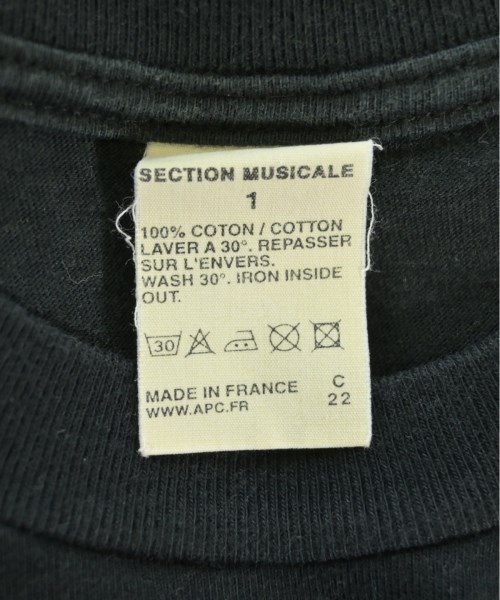 SECTION MUSICALE
1
100% COTON / COTTON
LAVER A 30°. REPASSER
SUR L'ENVERS.
WASH 30°. IRON INSIDE
OUT.
30
MADE IN FRANCE C
WWW.APC.FR 22